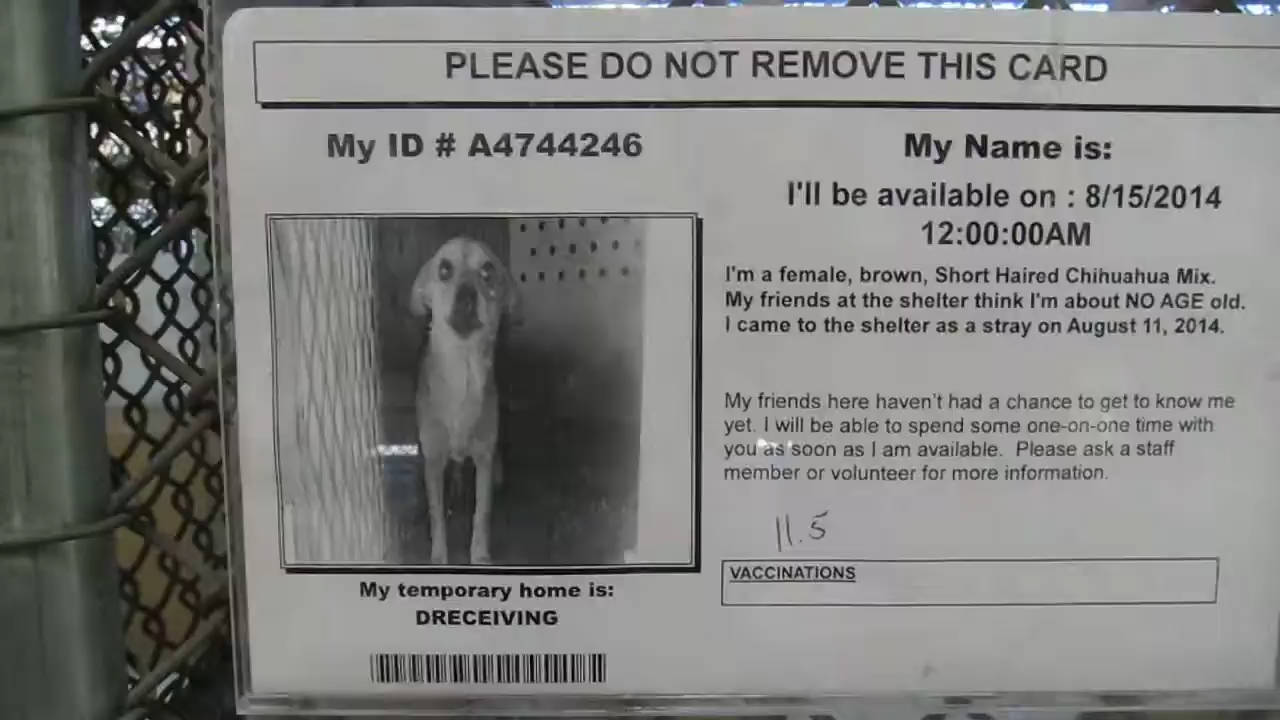 PLEASE DO NOT REMOVE THIS CARD
My ID # A4744246
My Name is:
I'll be available on : 8/15/2014
12:00:00AM
I'm a female, brown, Short Haired Chihuahua Mix.
My friends at the shelter think I'm about NO AGE old.
I came to the shelter as a stray on August 11, 2014.
My friends here haven't had a chance to get to know me
yet. I will be able to spend some one-on-one time with
you as soon as I am available. Please ask a staff
member or volunteer for more information.
11.5
VACCINATIONS
My temporary home is:
DRECEIVING